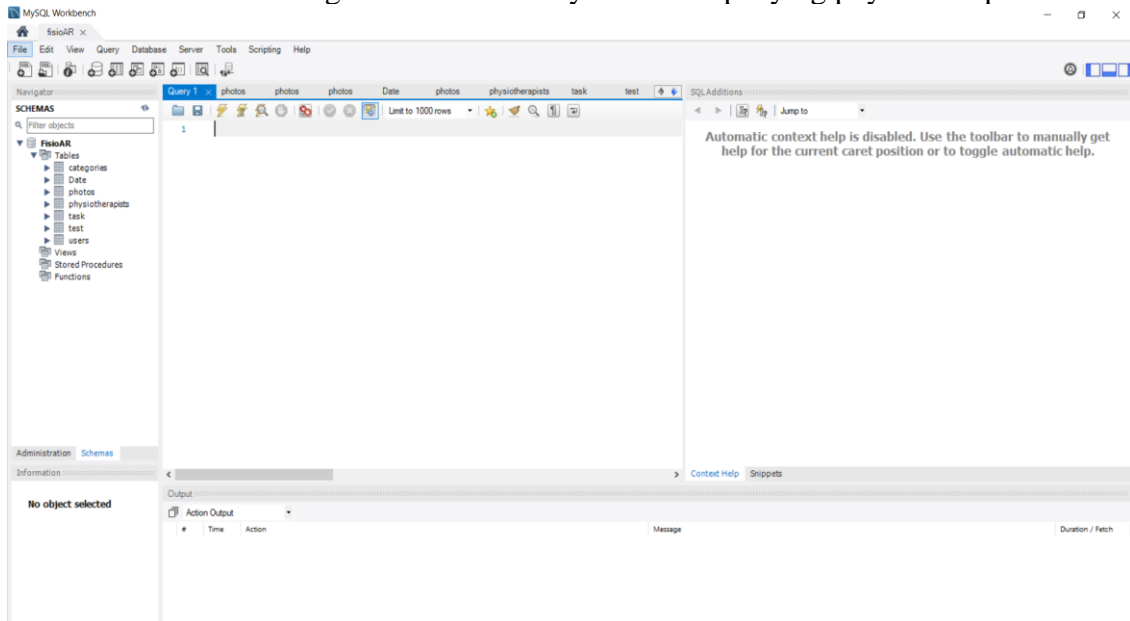 MySQL Workbench
fisioAR ×
File Edit View Query Database Server Tools Scripting Help
Navigator
SCHEMAS
Filter objects
FisioAR
Tables
categories
Date
photos
physiotherapists
task
test
users
Views
Stored Procedures
Functions
Administration Schemas
Information
No object selected
Query 1 × photos photos photos Date photos physiotherapists task test
Limit to 1000 rows
1
Output
Action Output
# Time Action Message Duration / Fetch
SQLAdditions
Jump to
Automatic context help is disabled. Use the toolbar to manually get
help for the current caret position or to toggle automatic help.
Context Help Snippets